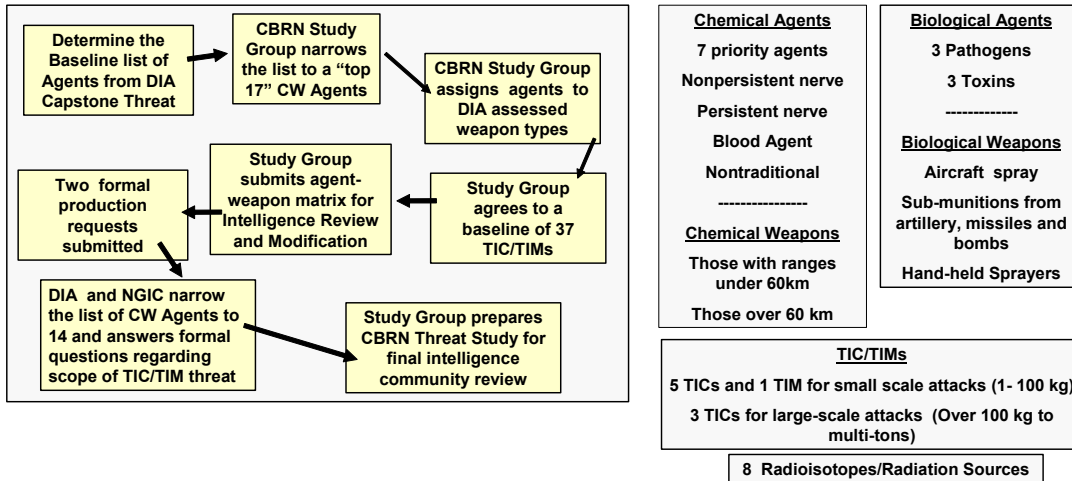 Determine the
Baseline list of
Agents from DIA
Capstone Threat
CBRN Study
Group narrows
the list to a “top
17” CW Agents
CBRN Study Group
assigns agents to
DIA assessed
weapon types
Study Group
agrees to a
baseline of 37
TIC/TIMs
Study Group
submits agent-
weapon matrix for
Intelligence Review
and Modification
Two formal
production
requests
submitted
DIA and NGIC narrow
the list of CW Agents to
14 and answers formal
questions regarding
scope of TIC/TIM threat
Study Group prepares
CBRN Threat Study for
final intelligence
community review
Chemical Agents
7 priority agents
Nonpersistent nerve
Persistent nerve
Blood Agent
Nontraditional
----------------
Chemical Weapons
Those with ranges
under 60km
Those over 60 km
Biological Agents
3 Pathogens
3 Toxins
-------------
Biological Weapons
Aircraft spray
Sub-munitions from
artillery, missiles and
bombs
Hand-held Sprayers
TIC/TIMs
5 TICs and 1 TIM for small scale attacks (1- 100 kg)
3 TICs for large-scale attacks (Over 100 kg to
multi-tons)
8 Radioisotopes/Radiation Sources